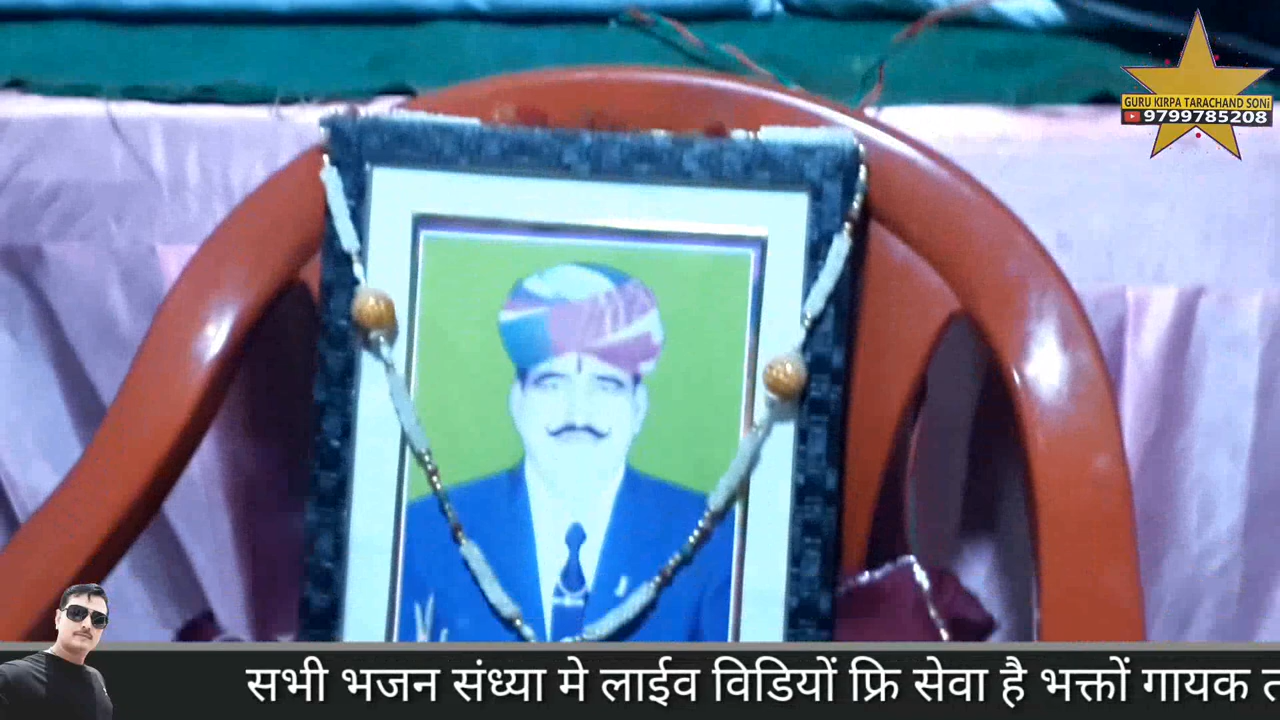 GURU KIRPA TARACHAND SONi
9799785208
सभी भजन संध्या मे लाईव विडियों फ्रि सेवा है भक्तों गायक